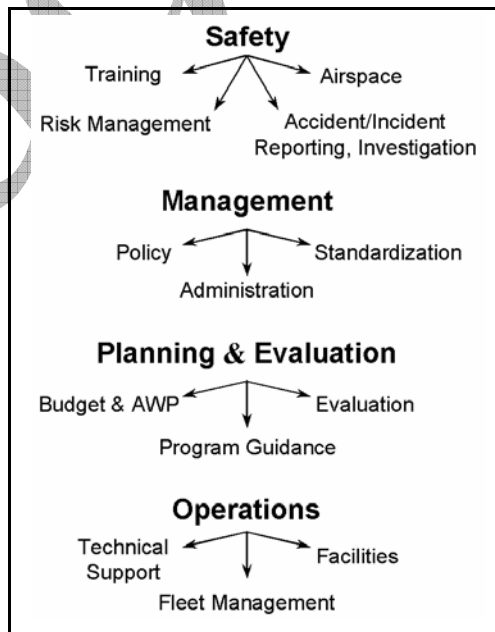 Safety
Training
Airspace
Risk Management
Accident/Incident
Reporting, Investigation
Management
Policy
Standardization
Administration
Planning & Evaluation
Budget & AWP
Evaluation
Program Guidance
Operations
Technical
Support
Facilities
Fleet Management